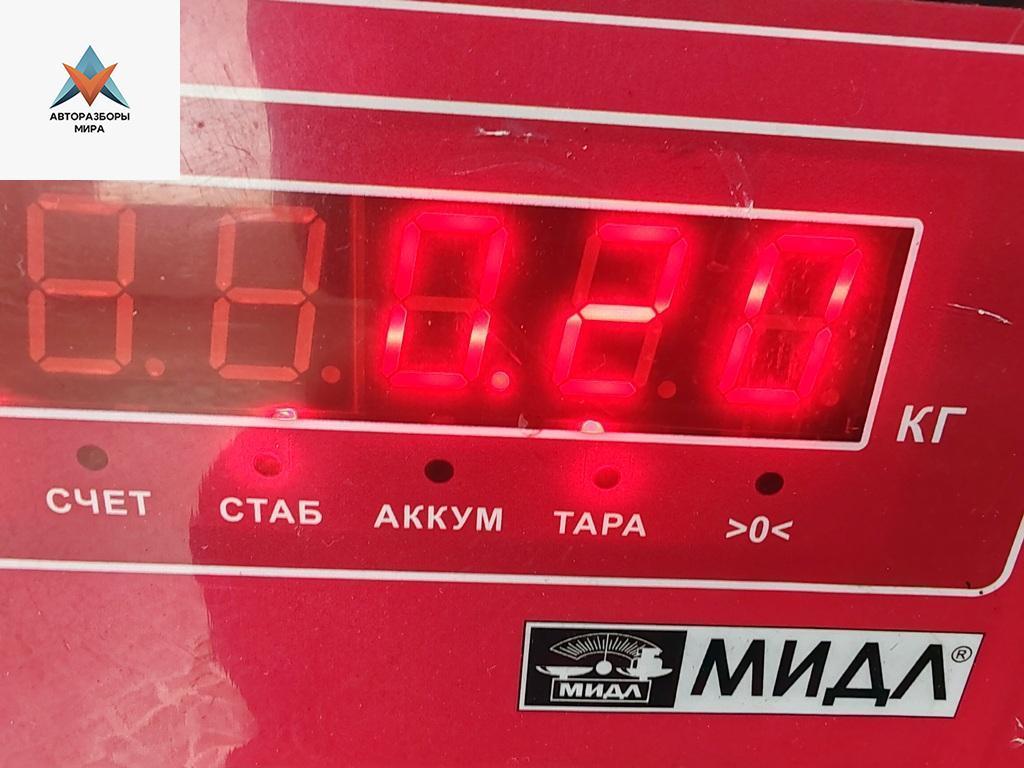 АВТОРАЗБОРЫ
МИРА
0.20
КГ
СЧЕТ СТАБ АККУМ ТАРА >0<
МИДЛ МИДЛ®